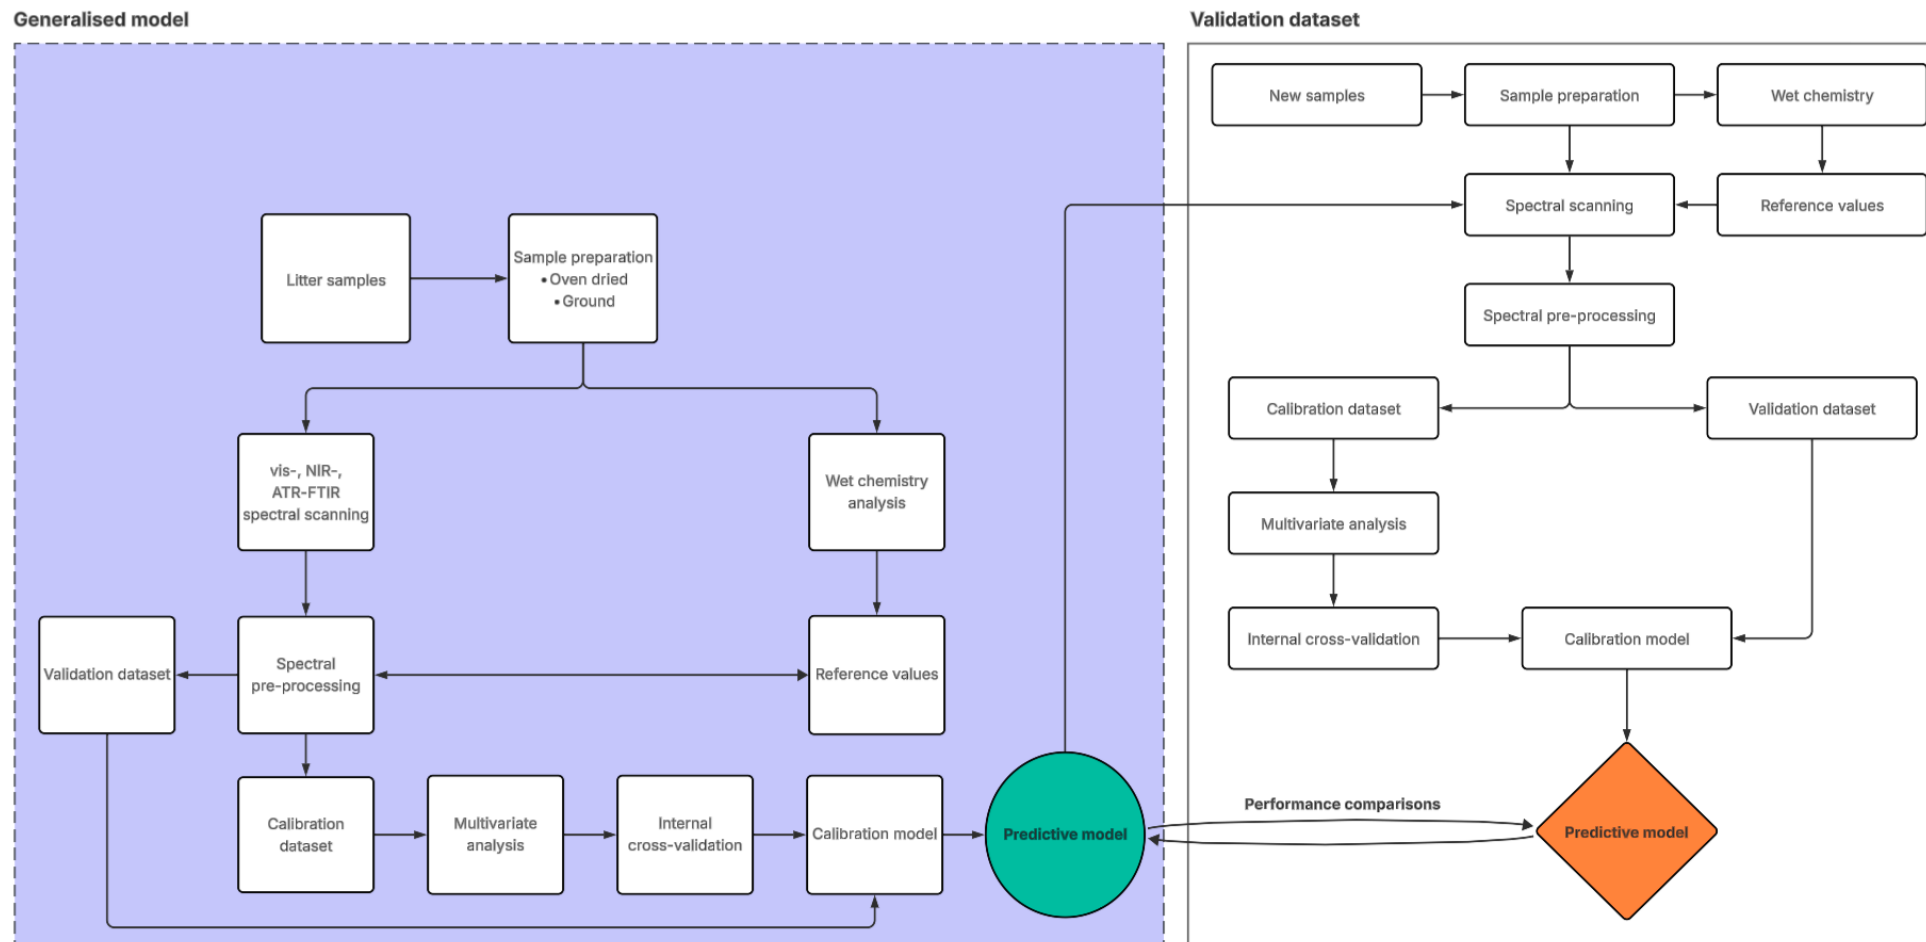 Generalised model
Litter samples
Sample preparation
• Oven dried
• Ground
vis-, NIR-,
ATR-FTIR
spectral scanning
Wet chemistry
analysis
Validation dataset
Spectral
pre-processing
Reference values
Calibration
dataset
Multivariate
analysis
Internal
cross-validation
Calibration model
Predictive model
Validation dataset
New samples
Sample preparation
Wet chemistry
Spectral scanning
Reference values
Spectral pre-processing
Calibration dataset
Validation dataset
Multivariate analysis
Internal cross-validation
Calibration model
Performance comparisons
Predictive model